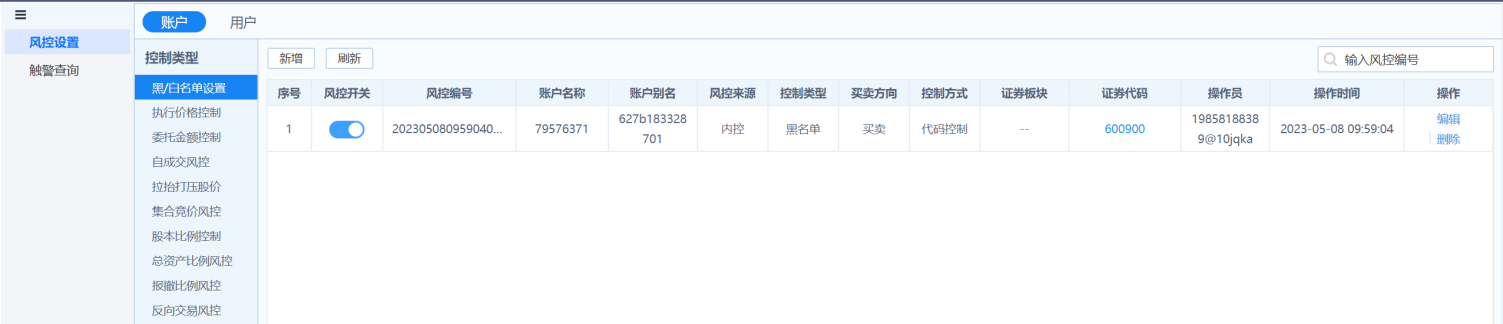 账户 用户
风控设置
触警查询
控制类型
黑/白名单设置
执行价格控制
委托金额控制
自成交风控
拉抬打压股价
集合竞价风控
股本比例控制
总资产比例风控
报撤比例风控
反向交易风控
新增 刷新 输入风控编号
序号 风控开关 风控编号 账户名称 账户别名 风控来源 控制类型 买卖方向 控制方式 证券板块 证券代码 操作员 操作时间 操作
1 202305080959040... 79576371 627b183328 701 内控 黑名单 买卖 代码控制 -- 600900 1985818838 9@10jqka 2023-05-08 09:59:04 编辑 | 删除